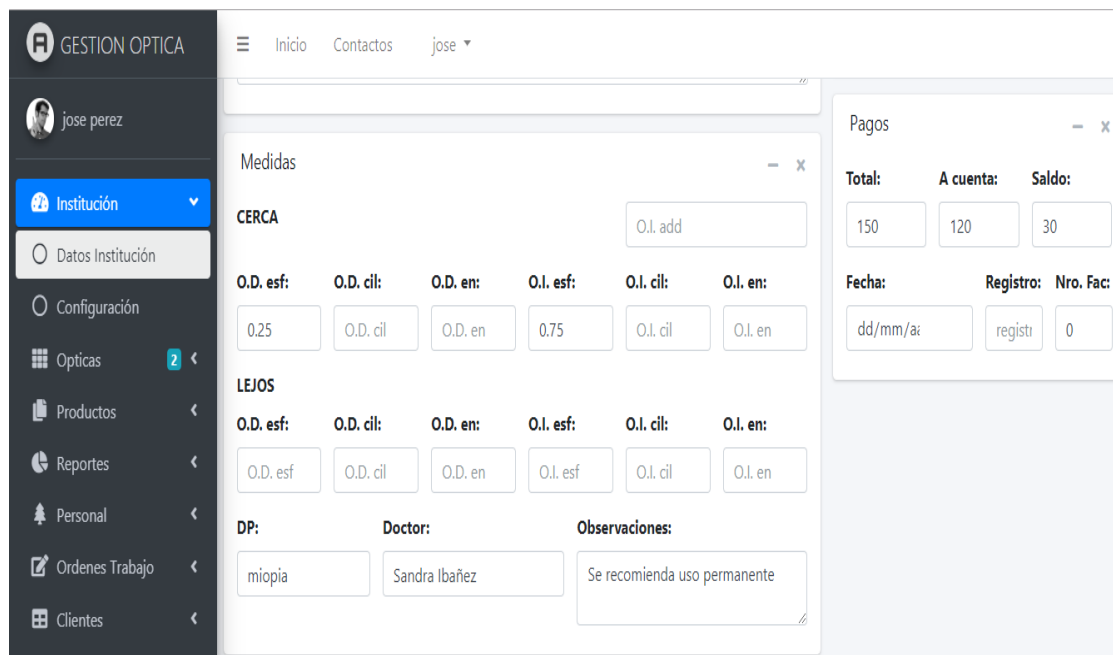 GESTION OPTICA
jose perez
Institución
Datos Institución
Configuración
Opticas 2
Productos
Reportes
Personal
Ordenes Trabajo
Clientes
Inicio Contactos jose
Medidas
CERCA O.I. add
O.D. esf: O.D. cil: O.D. en: O.I. esf: O.I. cil: O.I. en:
0.25 O.D. cil O.D. en 0.75 O.I. cil O.I. en
LEJOS
O.D. esf: O.D. cil: O.D. en: O.I. esf: O.I. cil: O.I. en:
O.D. esf O.D. cil O.D. en O.I. esf O.I. cil O.I. en
DP: Doctor: Observaciones:
miopia Sandra Ibañez Se recomienda uso permanente
Pagos
Total: A cuenta: Saldo:
150 120 30
Fecha: Registro: Nro. Fac:
dd/mm/aa registr 0